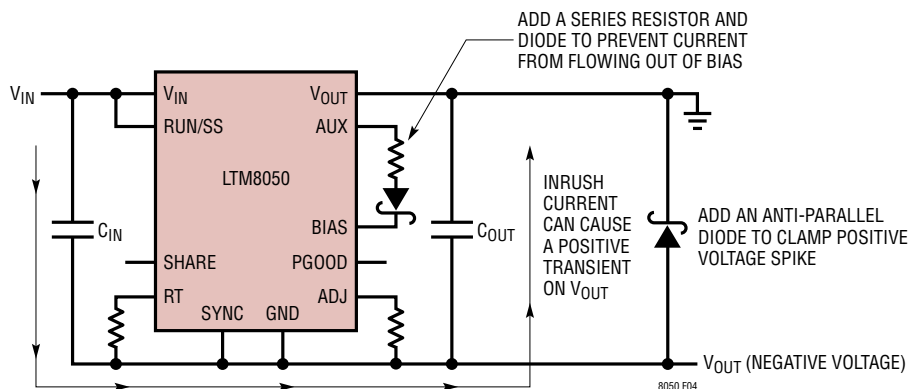 ADD A SERIES RESISTOR AND
DIODE TO PREVENT CURRENT
FROM FLOWING OUT OF BIAS
VIN
VIN
VOUT
RUN/SS
AUX
LTM8050
INRUSH
CURRENT
CAN CAUSE
A POSITIVE
TRANSIENT
ON VOUT
ADD AN ANTI-PARALLEL
DIODE TO CLAMP POSITIVE
VOLTAGE SPIKE
CIN
BIAS
COUT
SHARE
PGOOD
RT
ADJ
SYNC
GND
VOUT (NEGATIVE VOLTAGE)
8050 F04